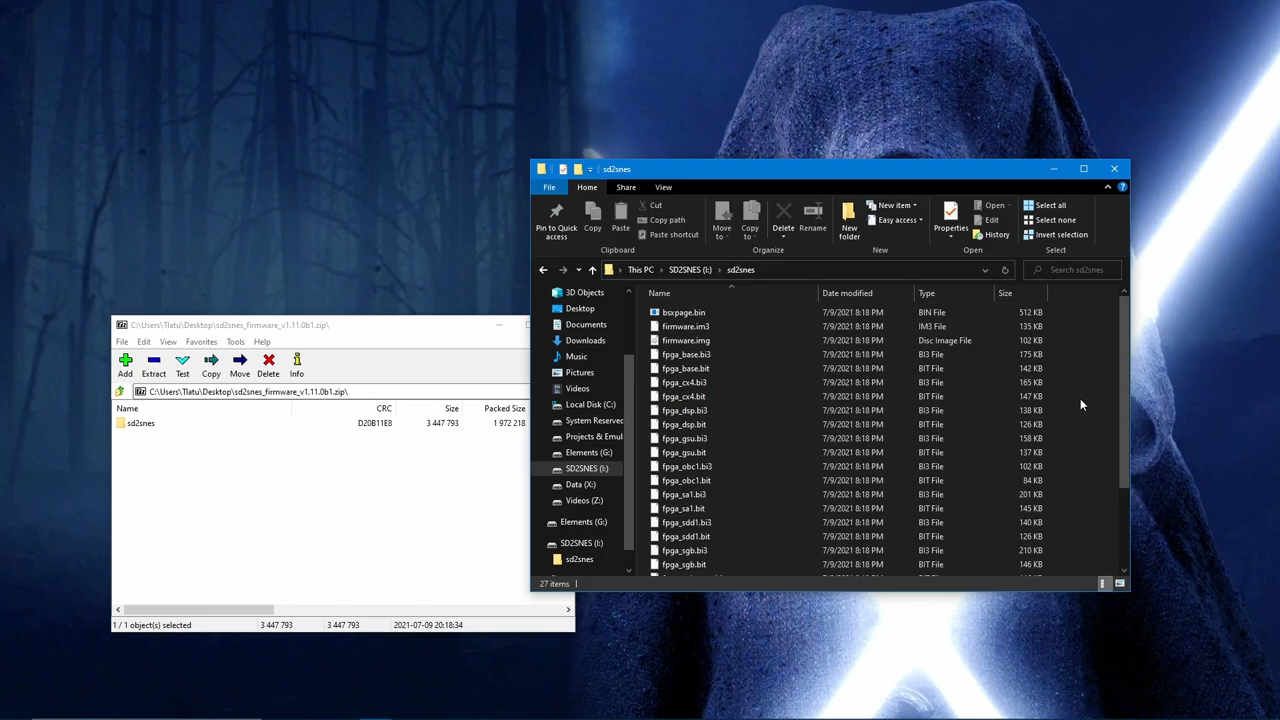 C:\Users\Tlatu\Desktop\sd2snes_firmware_v1.11.0b1.zip\
File Edit View Favorites Tools Help
Add Extract Test Copy Move Delete Info
C:\Users\Tlatu\Desktop\sd2snes_firmware_v1.11.0b1.zip\
Name CRC Size Packed Size
sd2snes D20B11E8 3 447 793 1 972 218
1 / 1 object(s) selected 3 447 793 3 447 793 2021-07-09 20:18:34
sd2snes
File Home Share View
Pin to Quick access
Copy
Paste
Cut
Copy path
Paste shortcut
Move to
Copy to
Delete
Rename
New folder
New item
Easy access
Properties
Open
Edit
History
Select all
Select none
Invert selection
Clipboard Organize New Open Select
This PC > SD2SNES (I:) > sd2snes
Search sd2snes
3D Objects
Desktop
Documents
Downloads
Music
Pictures
Videos
Local Disk (C:)
System Reserved
Projects & Emul
Elements (G:)
SD2SNES (I:)
Data (X:)
Videos (Z:)
Elements (G:)
SD2SNES (I:)
sd2snes
Name Date modified Type Size
bsxpage.bin 7/9/2021 8:18 PM BIN File 512 KB
firmware.im3 7/9/2021 8:18 PM IM3 File 135 KB
firmware.img 7/9/2021 8:18 PM Disc Image File 102 KB
fpga_base.bi3 7/9/2021 8:18 PM BI3 File 175 KB
fpga_base.bit 7/9/2021 8:18 PM BIT File 142 KB
fpga_cx4.bi3 7/9/2021 8:18 PM BI3 File 165 KB
fpga_cx4.bit 7/9/2021 8:18 PM BIT File 147 KB
fpga_dsp.bi3 7/9/2021 8:18 PM BI3 File 138 KB
fpga_dsp.bit 7/9/2021 8:18 PM BIT File 126 KB
fpga_gsu.bi3 7/9/2021 8:18 PM BI3 File 158 KB
fpga_gsu.bit 7/9/2021 8:18 PM BIT File 137 KB
fpga_obc1.bi3 7/9/2021 8:18 PM BI3 File 102 KB
fpga_obc1.bit 7/9/2021 8:18 PM BIT File 84 KB
fpga_sa1.bi3 7/9/2021 8:18 PM BI3 File 201 KB
fpga_sa1.bit 7/9/2021 8:18 PM BIT File 145 KB
fpga_sdd1.bi3 7/9/2021 8:18 PM BI3 File 140 KB
fpga_sdd1.bit 7/9/2021 8:18 PM BIT File 126 KB
fpga_sgb.bi3 7/9/2021 8:18 PM BI3 File 210 KB
fpga_sgb.bit 7/9/2021 8:18 PM BIT File 146 KB
27 items